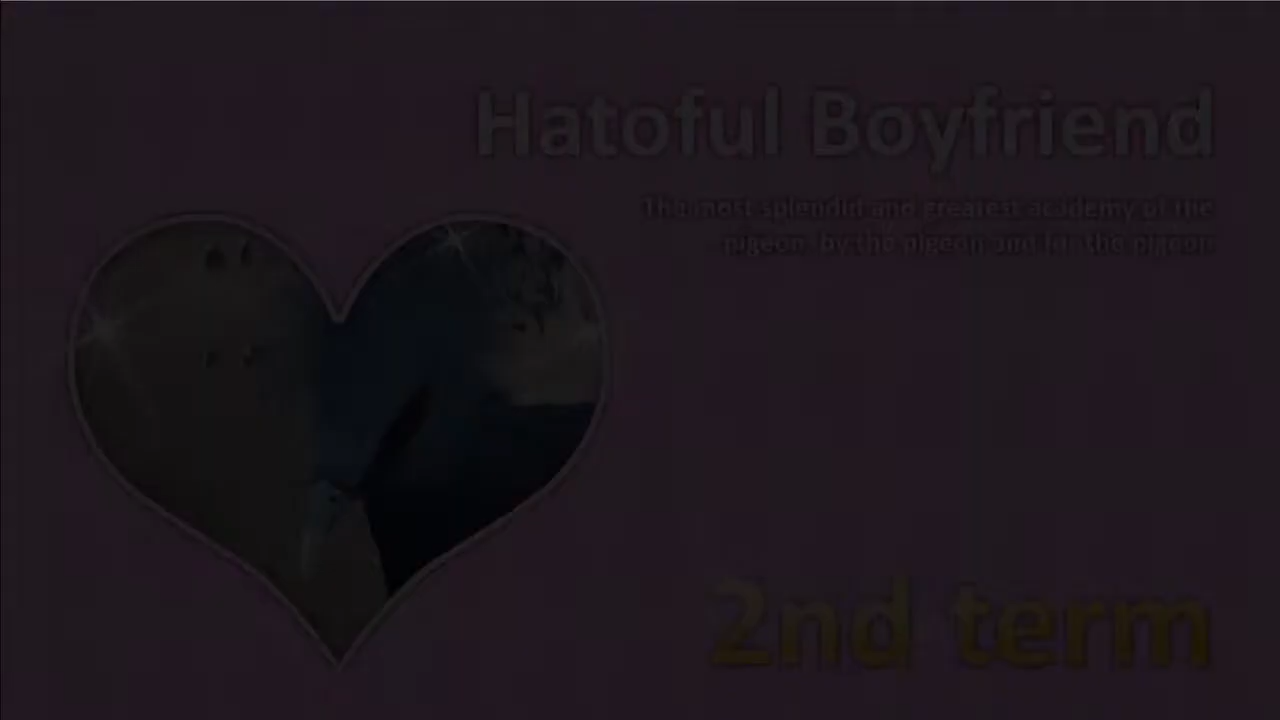 Hatoful Boyfriend
The most splendid and greatest academy of the
pigeon, by the pigeon and for the pigeon
2nd term